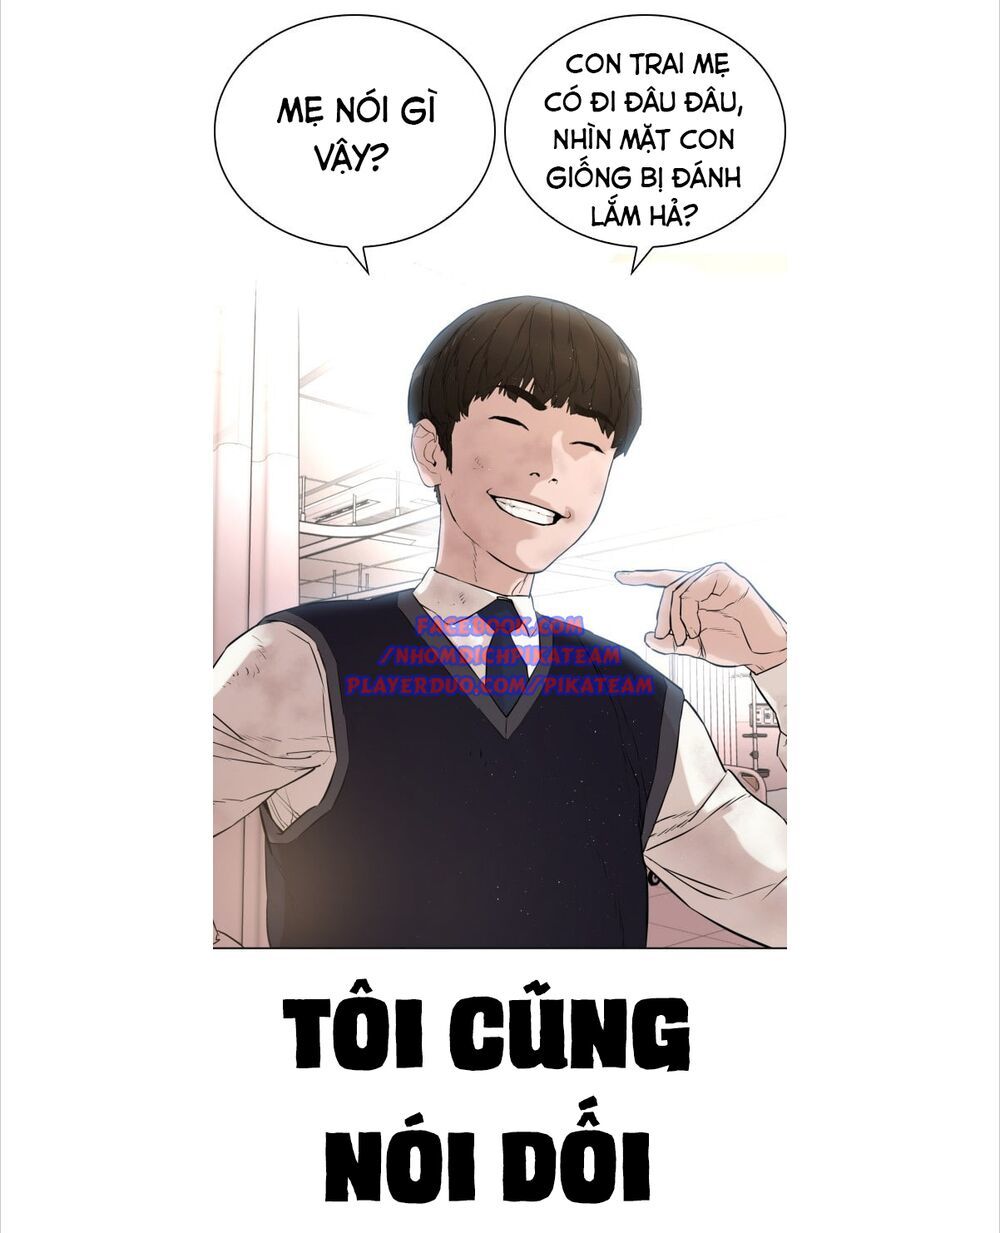 MẸ NÓI GÌ
VẬY?
CON TRAI MẸ
CÓ ĐI ĐÂU ĐÂU,
NHÌN MẶT CON
GIỐNG BỊ ĐÁNH
LẮM HẢ?
FACEBOOK.COM
/NHOMDICHPIKATEAM
PLAYERDUO.COM/PIKATEAM
TÔI CŨNG
NÓI DỐI